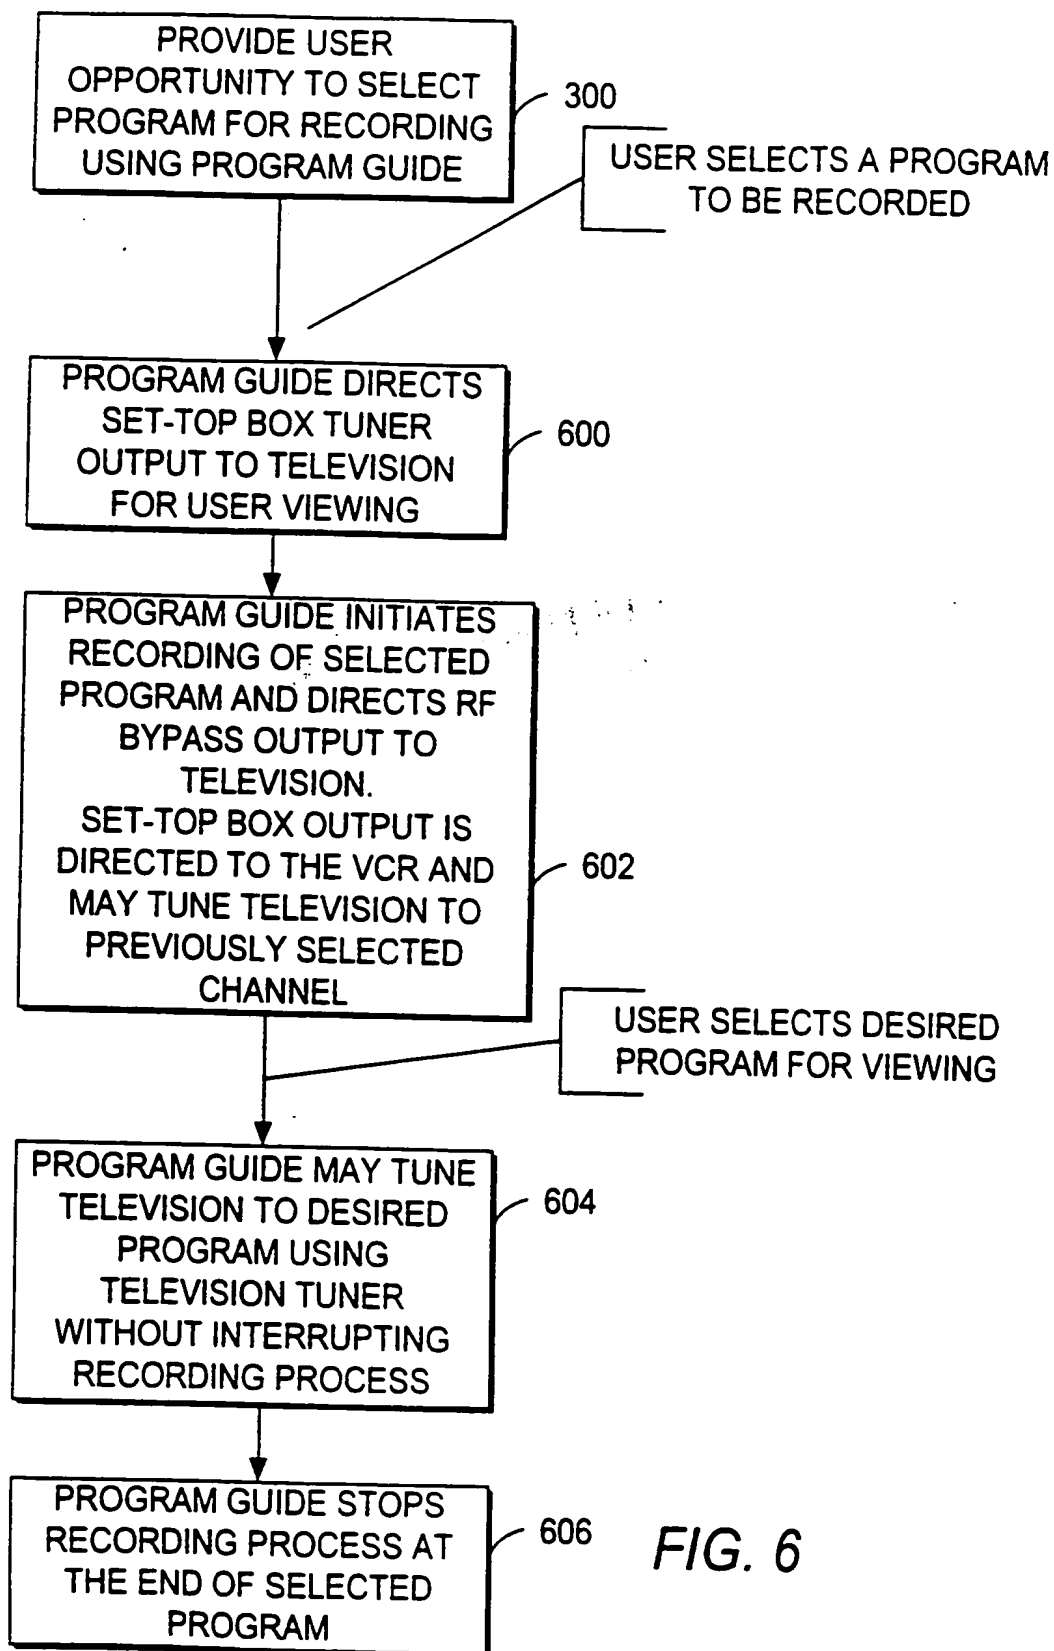 PROVIDE USER
OPPORTUNITY TO SELECT
PROGRAM FOR RECORDING
USING PROGRAM GUIDE
300
USER SELECTS A PROGRAM
TO BE RECORDED
PROGRAM GUIDE DIRECTS
SET-TOP BOX TUNER
OUTPUT TO TELEVISION
FOR USER VIEWING
600
PROGRAM GUIDE INITIATES
RECORDING OF SELECTED
PROGRAM AND DIRECTS RF
BYPASS OUTPUT TO
TELEVISION.
SET-TOP BOX OUTPUT IS
DIRECTED TO THE VCR AND
MAY TUNE TELEVISION TO
PREVIOUSLY SELECTED
CHANNEL
602
USER SELECTS DESIRED
PROGRAM FOR VIEWING
PROGRAM GUIDE MAY TUNE
TELEVISION TO DESIRED
PROGRAM USING
TELEVISION TUNER
WITHOUT INTERRUPTING
RECORDING PROCESS
604
PROGRAM GUIDE STOPS
RECORDING PROCESS AT
THE END OF SELECTED
PROGRAM
606
FIG. 6